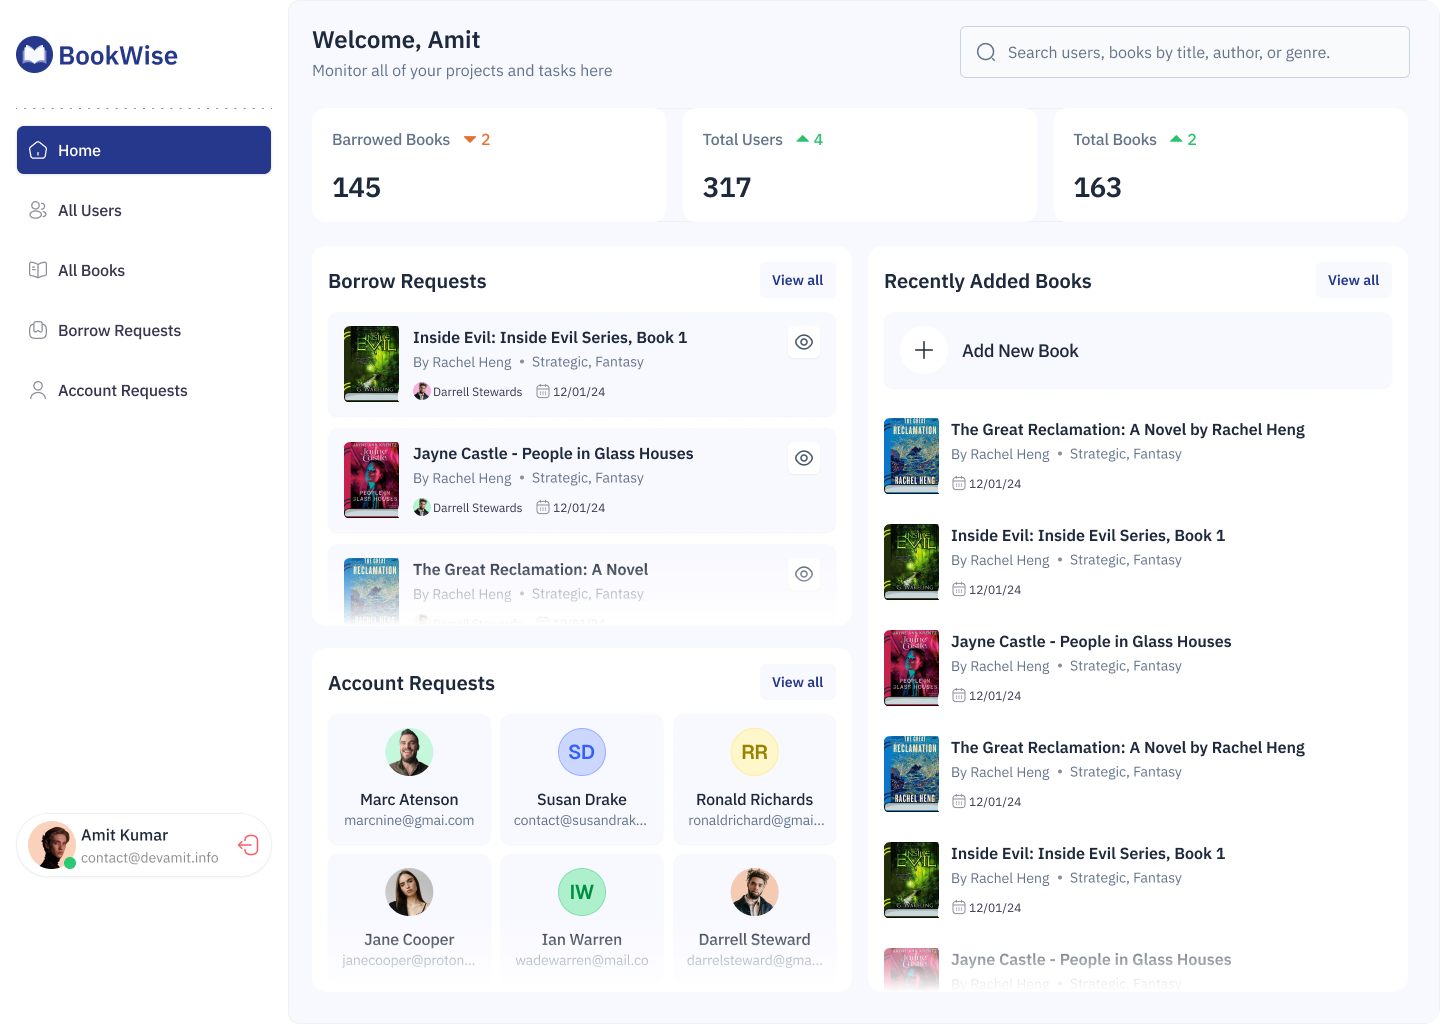 BookWise
Home
All Users
All Books
Borrow Requests
Account Requests
Amit Kumar
contact@devamit.info
Welcome, Amit
Monitor all of your projects and tasks here
Search users, books by title, author, or genre.
Barrowed Books 2
145
Total Users 4
317
Total Books 2
163
Borrow Requests
View all
Inside Evil: Inside Evil Series, Book 1
By Rachel Heng • Strategic, Fantasy
Darrell Stewards 12/01/24
Jayne Castle - People in Glass Houses
By Rachel Heng • Strategic, Fantasy
Darrell Stewards 12/01/24
The Great Reclamation: A Novel
By Rachel Heng • Strategic, Fantasy
Account Requests
View all
Marc Atenson
marcnine@gmai.com
SD
Susan Drake
contact@susandrak...
RR
Ronald Richards
ronaldrichard@gmai...
Jane Cooper
janecooper@proton...
IW
Ian Warren
wadewarren@mail.co
Darrell Steward
darrelsteward@gma...
Recently Added Books
View all
Add New Book
The Great Reclamation: A Novel by Rachel Heng
By Rachel Heng • Strategic, Fantasy
12/01/24
Inside Evil: Inside Evil Series, Book 1
By Rachel Heng • Strategic, Fantasy
12/01/24
Jayne Castle - People in Glass Houses
By Rachel Heng • Strategic, Fantasy
12/01/24
The Great Reclamation: A Novel by Rachel Heng
By Rachel Heng • Strategic, Fantasy
12/01/24
Inside Evil: Inside Evil Series, Book 1
By Rachel Heng • Strategic, Fantasy
12/01/24
Jayne Castle - People in Glass Houses
By Rachel Heng • Strategic, Fantasy